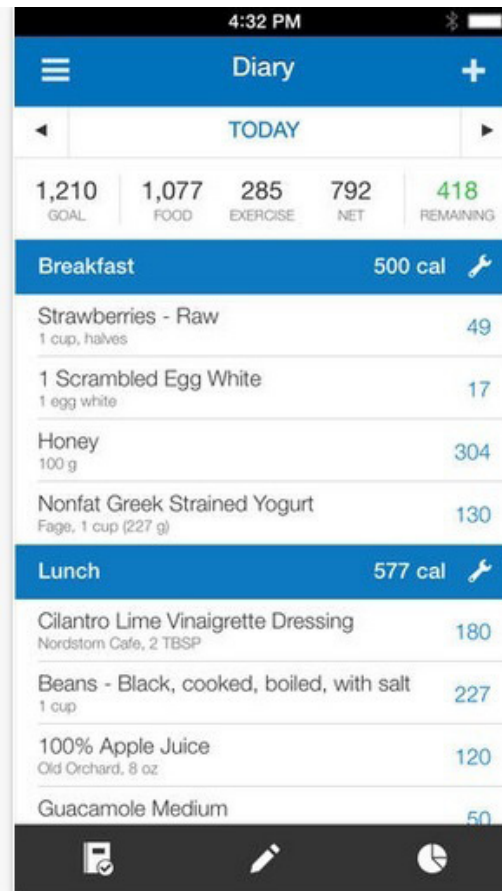 4:32 PM
Diary
TODAY
1,210 1,077 285 792 418
GOAL FOOD EXERCISE NET REMAINING
Breakfast 500 cal
Strawberries - Raw 49
1 cup, halves
1 Scrambled Egg White 17
1 egg white
Honey 304
100 g
Nonfat Greek Strained Yogurt 130
Fage, 1 cup (227 g)
Lunch 577 cal
Cilantro Lime Vinaigrette Dressing 180
Nordstom Cafe, 2 TBSP
Beans - Black, cooked, boiled, with salt 227
1 cup
100% Apple Juice 120
Old Orchard, 8 oz
Guacamole Medium 50